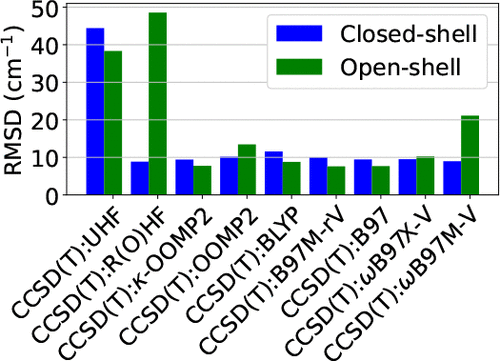 50
40
30
20
10
0
RMSD (cm⁻¹)
Closed-shell
Open-shell
CCSD(T):UHF
CCSD(T):R(O)HF
CCSD(T):κ-OOMP2
CCSD(T):OOMP2
CCSD(T):BLYP
CCSD(T):B97M-rV
CCSD(T):B97
CCSD(T):ωB97X-V
CCSD(T):ωB97M-V